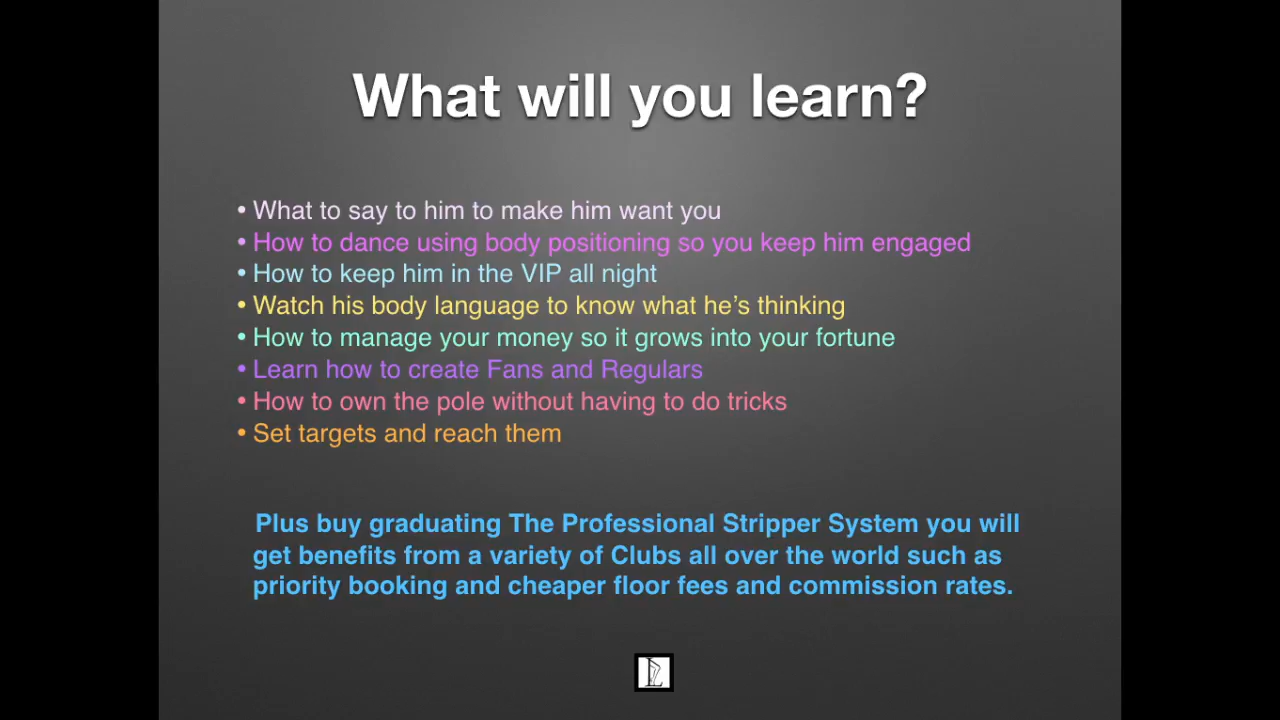 What will you learn?
• What to say to him to make him want you
• How to dance using body positioning so you keep him engaged
• How to keep him in the VIP all night
• Watch his body language to know what he’s thinking
• How to manage your money so it grows into your fortune
• Learn how to create Fans and Regulars
• How to own the pole without having to do tricks
• Set targets and reach them
Plus buy graduating The Professional Stripper System you will
get benefits from a variety of Clubs all over the world such as
priority booking and cheaper floor fees and commission rates.
L